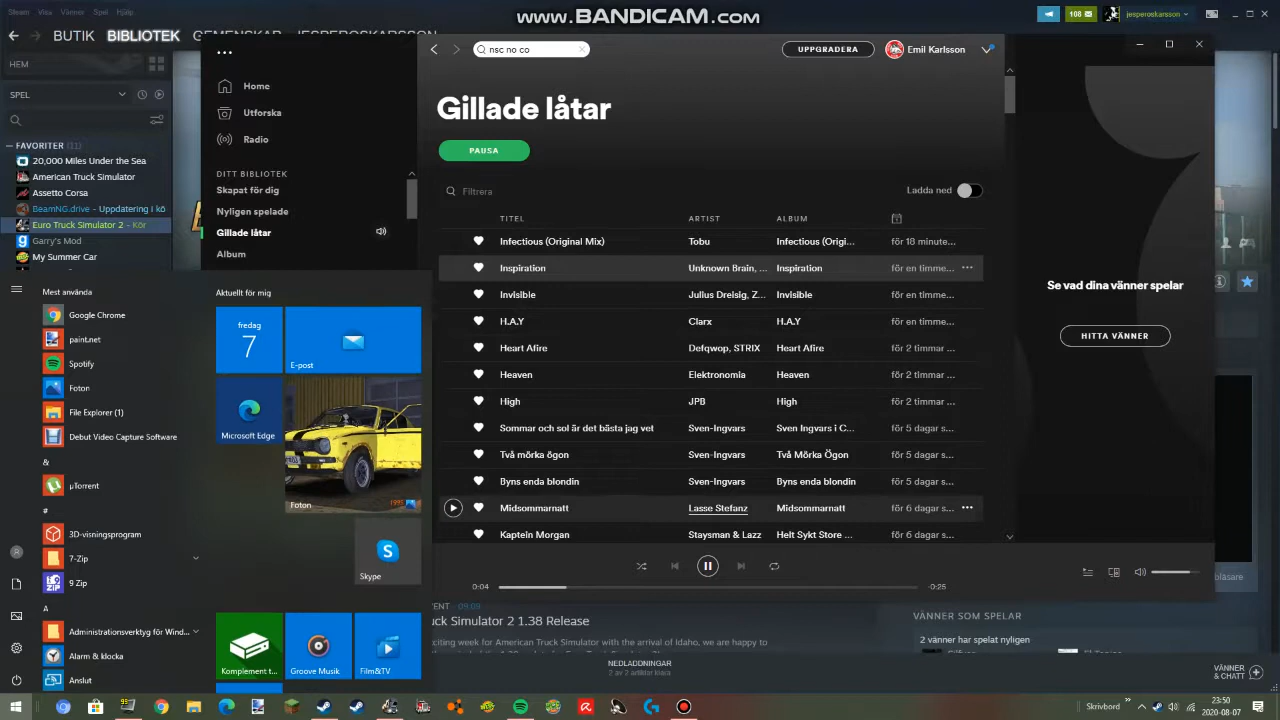 www.BANDICAM.com
Steam Visa Vänner Spel Hjälp
108 jesperoskarsson
BUTIK BIBLIOTEK GEMENSKAP
nsc no co
UPPGRADERA Emil Karlsson
HEM
SPEL
FAVORITER (11)
20,000 Miles Under the Sea
American Truck Simulator
Assetto Corsa
BeamNG.drive - Uppdatering i kö
Euro Truck Simulator 2 - Kör
Garry's Mod
My Summer Car
Home
Utforska
Radio
DITT BIBLIOTEK
Skapat för dig
Nyligen spelade
Gillade låtar
Album
Gillade låtar
PAUSA
Filtrera
Ladda ned
TITEL ARTIST ALBUM
Infectious (Original Mix) Tobu Infectious (Origi... för 18 minute...
Inspiration Unknown Brain, ... Inspiration för en timme...
Invisible Julius Dreisig, Z... Invisible för en timme...
H.A.Y Clarx H.A.Y för en timme...
Heart Afire Defqwop, STRIX Heart Afire för 2 timmar ...
Heaven Elektronomia Heaven för 2 timmar ...
High JPB High för 2 timmar ...
Sommar och sol är det bästa jag vet Sven-Ingvars Sven Ingvars i C... för 5 dagar s...
Två mörka ögon Sven-Ingvars Två Mörka Ögon för 5 dagar s...
Byns enda blondin Sven-Ingvars Byns enda blondin för 5 dagar s...
Midsommarnatt Lasse Stefanz Midsommarnatt för 6 dagar s...
Kaptein Morgan Staysman & Lazz Helt Sykt Store ... för 6 dagar s...
0:04 -0:25
Se vad dina vänner spelar
HITTA VÄNNER
Mest använda
Google Chrome
paint.net
Spotify
Foton
File Explorer (1)
Debut Video Capture Software
&
µTorrent
#
3D-visningsprogram
7-Zip
9 Zip
A
Administrationsverktyg för Wind...
Alarm & klocka
Anslut
Aktuellt för mig
fredag
7
E-post
Microsoft Edge
Foton
1995
Skype
Komplement t...
Groove Musik
Film&TV
ENT - 09.09
uck Simulator 2 1.38 Release
citing week for American Truck Simulator with the arrival of Idaho, we are happy to
NEDLADDNINGAR
2 av 2 artiklar klara
VÄNNER SOM SPELAR
2 vänner har spelat nyligen
VÄNNER
& CHATT
Skrivbord
23:50
2020-08-07